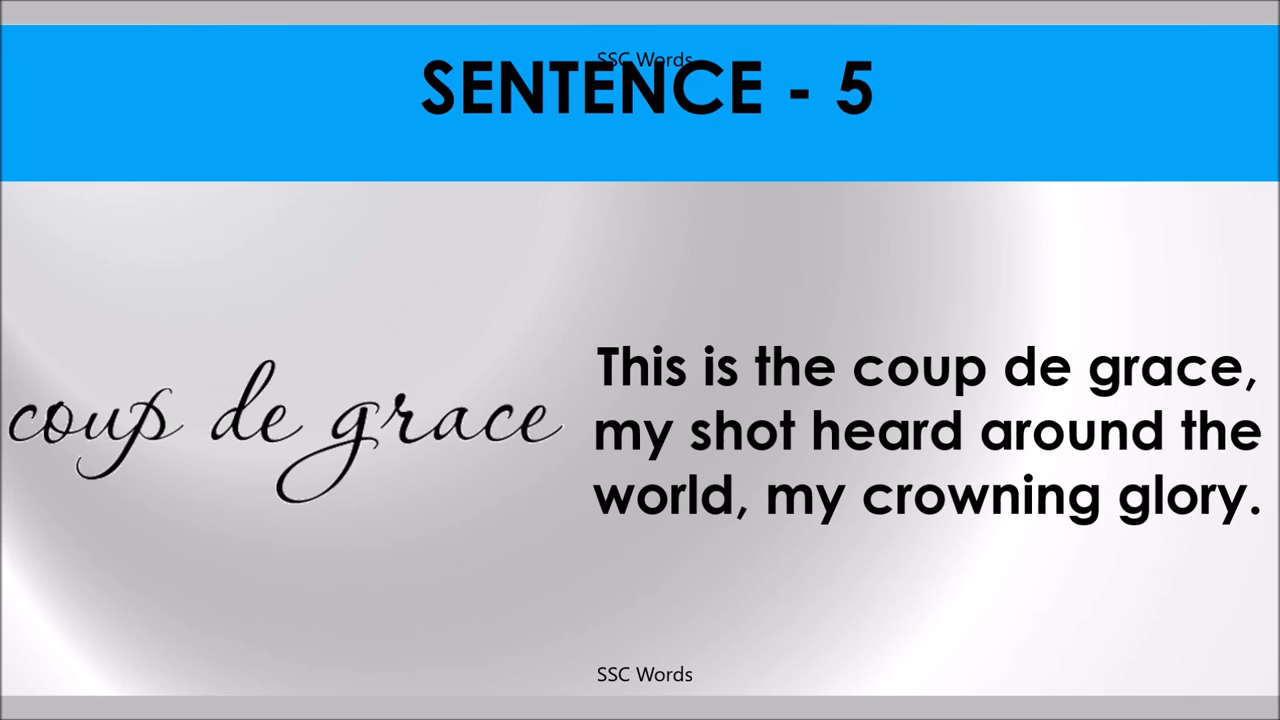 SSC Words
SENTENCE - 5
coup de grace
This is the coup de grace,
my shot heard around the
world, my crowning glory.
SSC Words